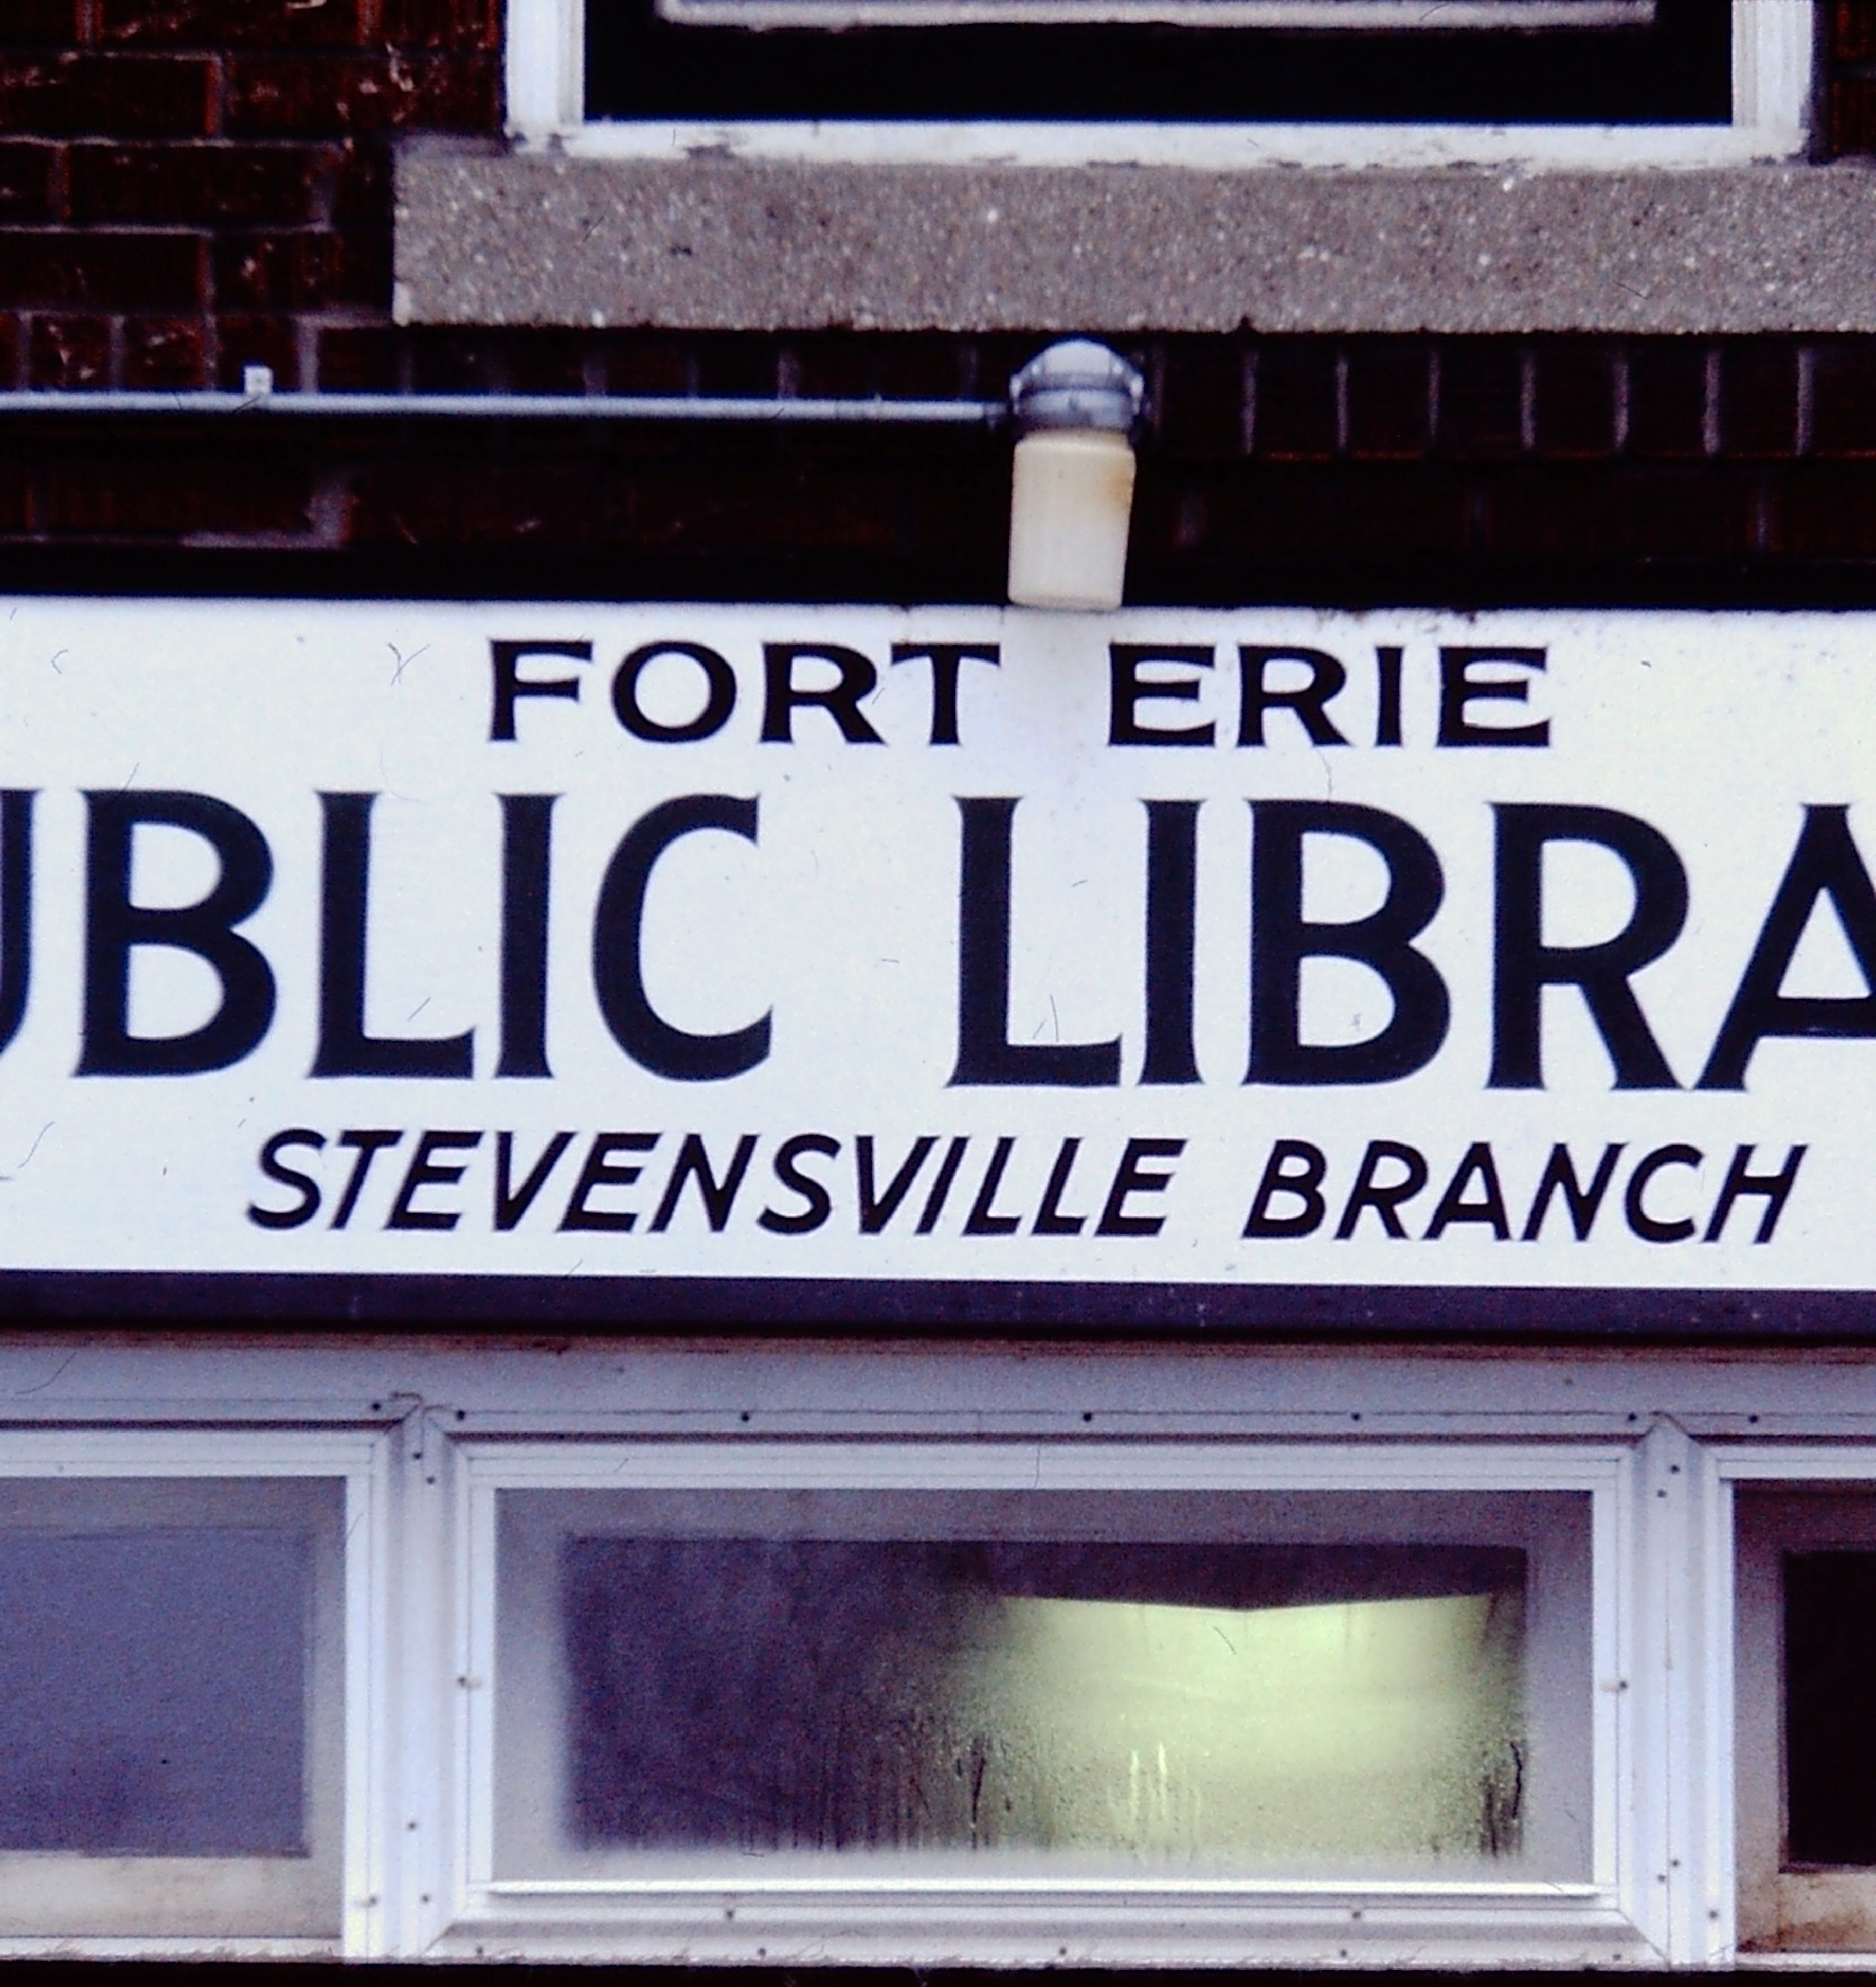 FORT ERIE
UBLIC LIBRA
STEVENSVILLE BRANCH